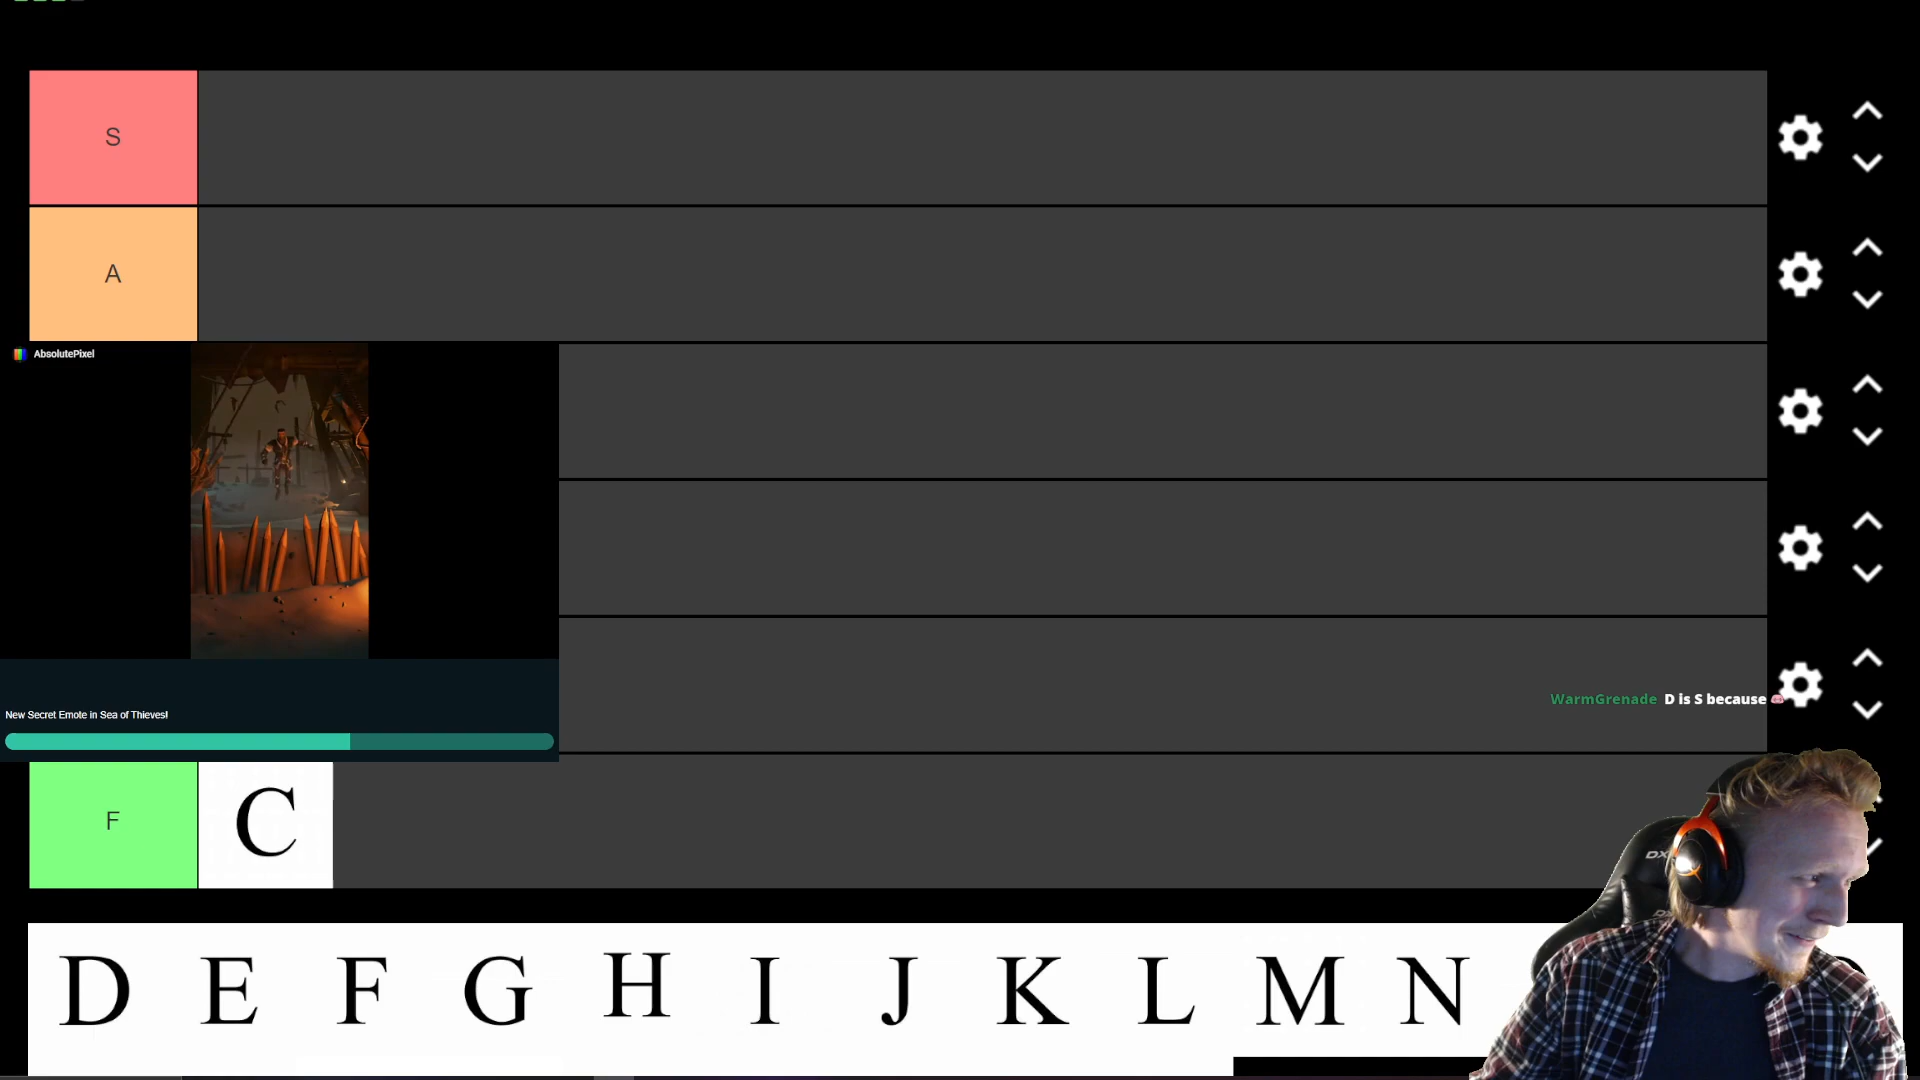 S
A
AbsolutePixel
New Secret Emote in Sea of Thieves!
WarmGrenade D is S because
F C
D E F G H I J K L M N